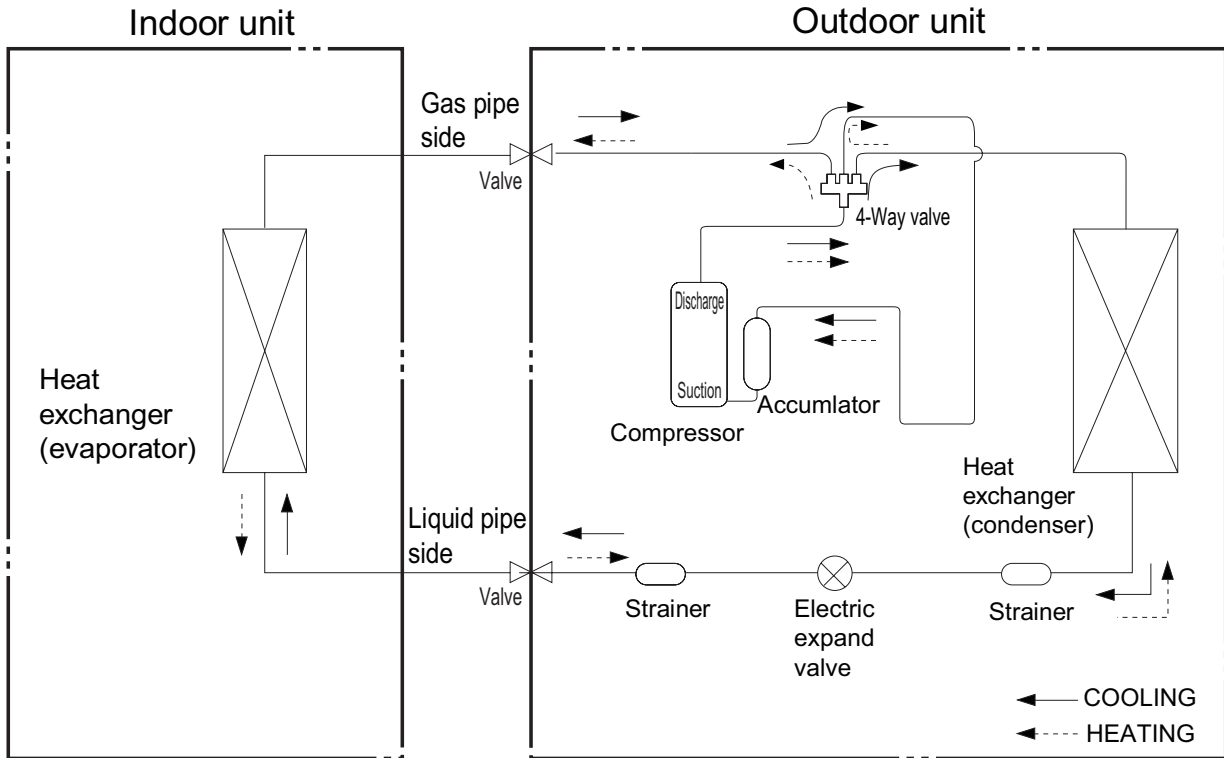 Indoor unit
Outdoor unit
Gas pipe
side
Valve
4-Way valve
Discharge
Suction
Compressor
Accumlator
Heat
exchanger
(evaporator)
Heat
exchanger
(condenser)
Liquid pipe
side
Valve
Strainer
Electric
expand
valve
Strainer
COOLING
HEATING